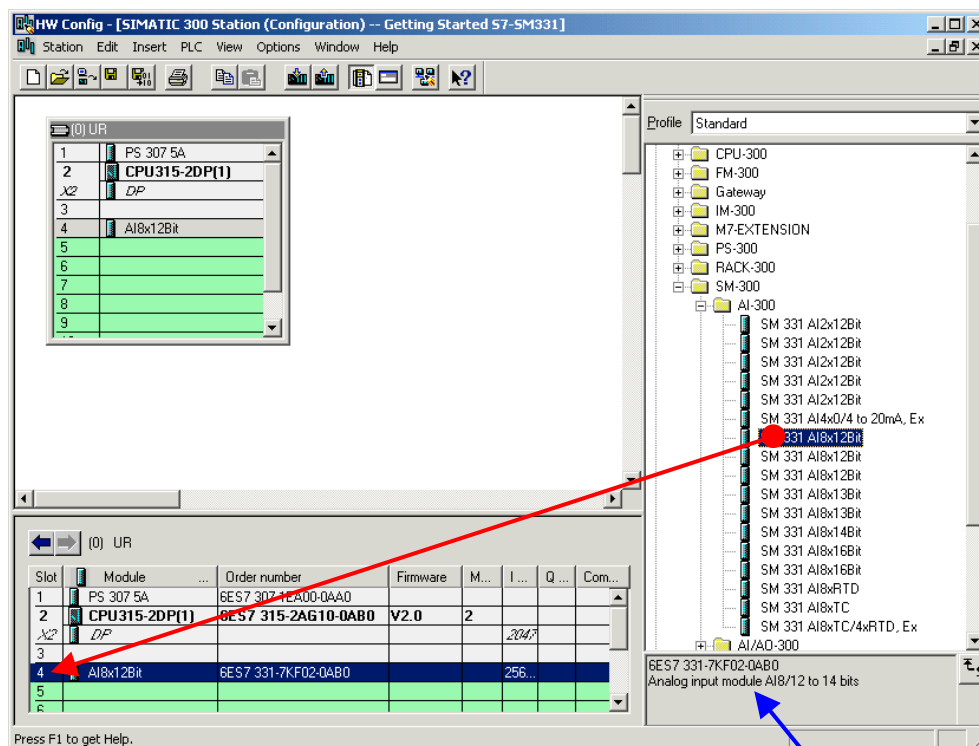 HW Config - [SIMATIC 300 Station (Configuration) -- Getting Started S7-SM331]
Station Edit Insert PLC View Options Window Help
(0) UR
1 PS 307 5A
2 CPU315-2DP(1)
X2 DP
3
4 AI8x12Bit
5
6
7
8
9
Profile Standard
CPU-300
FM-300
Gateway
IM-300
M7-EXTENSION
PS-300
RACK-300
SM-300
AI-300
SM 331 AI2x12Bit
SM 331 AI2x12Bit
SM 331 AI2x12Bit
SM 331 AI2x12Bit
SM 331 AI2x12Bit
SM 331 AI4x0/4 to 20mA, Ex
331 AI8x12Bit
SM 331 AI8x12Bit
SM 331 AI8x12Bit
SM 331 AI8x13Bit
SM 331 AI8x13Bit
SM 331 AI8x14Bit
SM 331 AI8x16Bit
SM 331 AI8x16Bit
SM 331 AI8xRTD
SM 331 AI8xTC
SM 331 AI8xTC/4xRTD, Ex
AI/AO-300
6ES7 331-7KF02-0AB0
Analog input module AI8/12 to 14 bits
(0) UR
Slot Module ... Order number Firmware M... I ... Q ... Com...
1 PS 307 5A 6ES7 307-1EA00-0AA0
2 CPU315-2DP(1) 6ES7 315-2AG10-0AB0 V2.0 2
X2 DP 2047
3
4 AI8x12Bit 6ES7 331-7KF02-0AB0 256...
5
6
Press F1 to get Help.